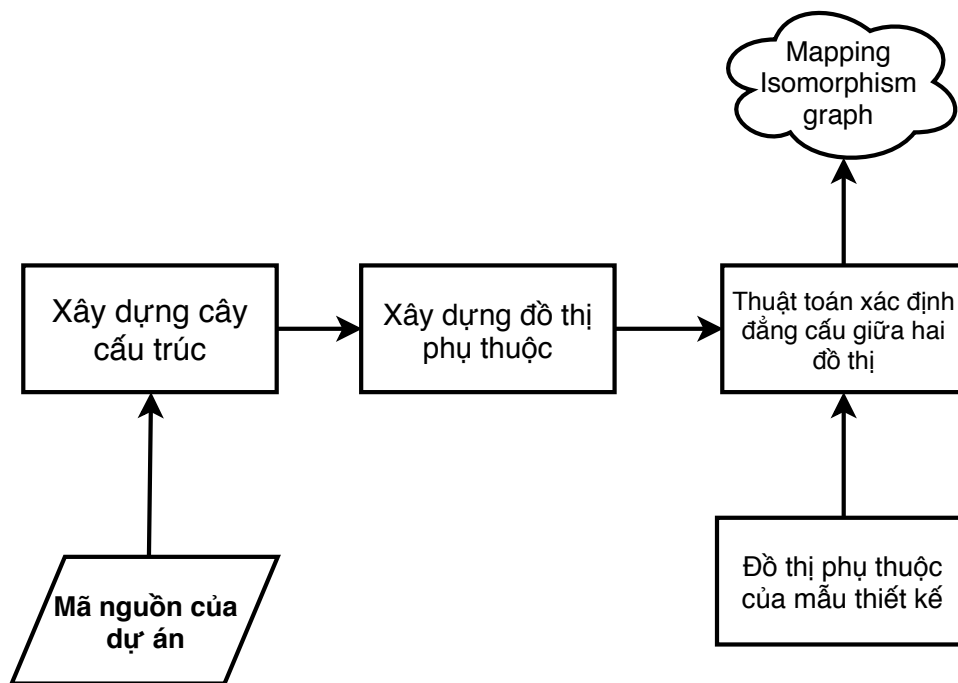 Mapping
Isomorphism
graph
Xây dựng cây
cấu trúc
Xây dựng đồ thị
phụ thuộc
Thuật toán xác định
đẳng cấu giữa hai
đồ thị
Mã nguồn của
dự án
Đồ thị phụ thuộc
của mẫu thiết kế